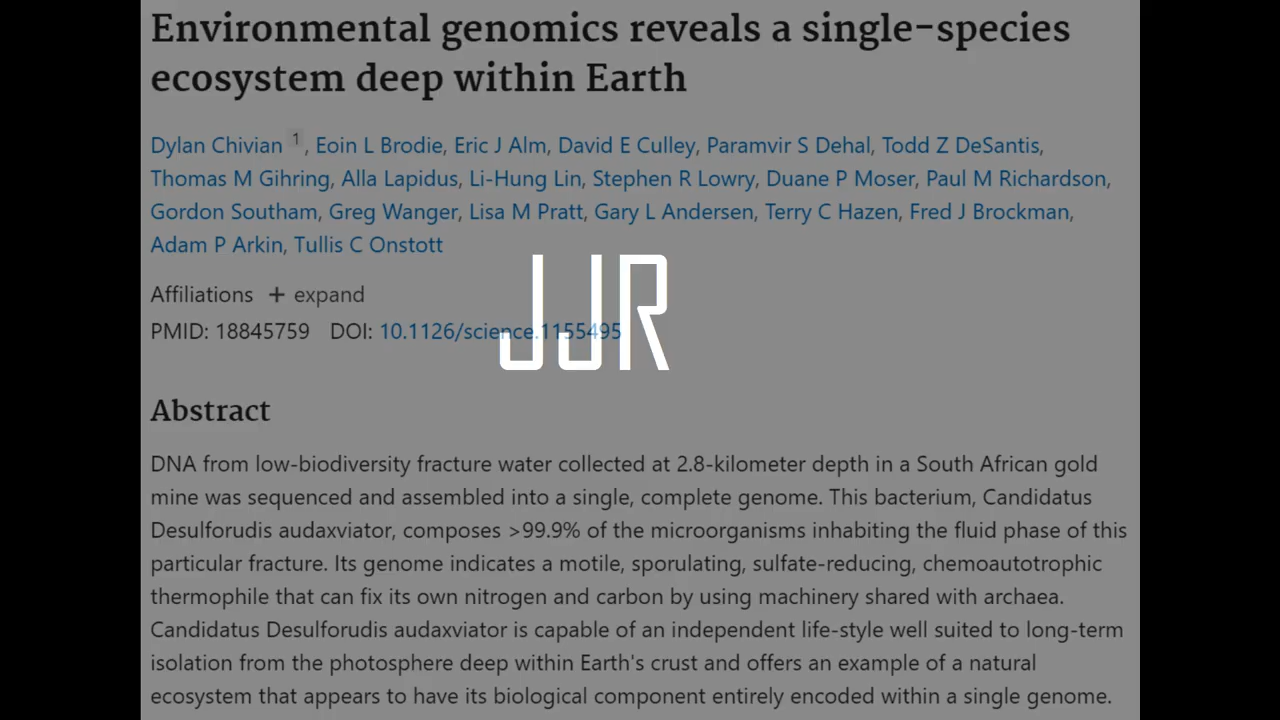 Environmental genomics reveals a single-species
ecosystem deep within Earth
Dylan Chivian 1, Eoin L Brodie, Eric J Alm, David E Culley, Paramvir S Dehal, Todd Z DeSantis,
Thomas M Gihring, Alla Lapidus, Li-Hung Lin, Stephen R Lowry, Duane P Moser, Paul M Richardson,
Gordon Southam, Greg Wanger, Lisa M Pratt, Gary L Andersen, Terry C Hazen, Fred J Brockman,
Adam P Arkin, Tullis C Onstott
JJR
Affiliations + expand
PMID: 18845759 DOI: 10.1126/science.1155495
Abstract
DNA from low-biodiversity fracture water collected at 2.8-kilometer depth in a South African gold
mine was sequenced and assembled into a single, complete genome. This bacterium, Candidatus
Desulforudis audaxviator, composes >99.9% of the microorganisms inhabiting the fluid phase of this
particular fracture. Its genome indicates a motile, sporulating, sulfate-reducing, chemoautotrophic
thermophile that can fix its own nitrogen and carbon by using machinery shared with archaea.
Candidatus Desulforudis audaxviator is capable of an independent life-style well suited to long-term
isolation from the photosphere deep within Earth's crust and offers an example of a natural
ecosystem that appears to have its biological component entirely encoded within a single genome.